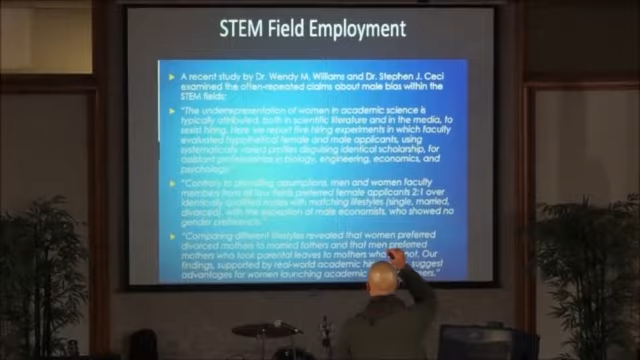 STEM Field Employment
A recent study by Dr. Wendy M. Williams and Dr. Stephen J. Ceci
examined the often-repeated claims about male bias within the
STEM fields:
"The underrepresentation of women in academic science is
typically attributed, both in scientific literature and in the media, to
sexist hiring. Here we report five hiring experiments in which faculty
evaluated hypothetical female and male applicants, using
systematically varied profiles disguising identical scholarship, for
assistant professorships in biology, engineering, economics, and
psychology."
"Contrary to prevailing assumptions, men and women faculty
members from all four fields preferred female applicants 2:1 over
identically qualified males with matching lifestyles (single, married,
divorced), with the exception of male economists, who showed no
gender preference."
"Comparing different lifestyles revealed that women preferred
divorced mothers to married fathers and that men preferred
mothers who took parental leaves to mothers who not. Our
findings, supported by real-world academic suggest
advantages for women launching academic